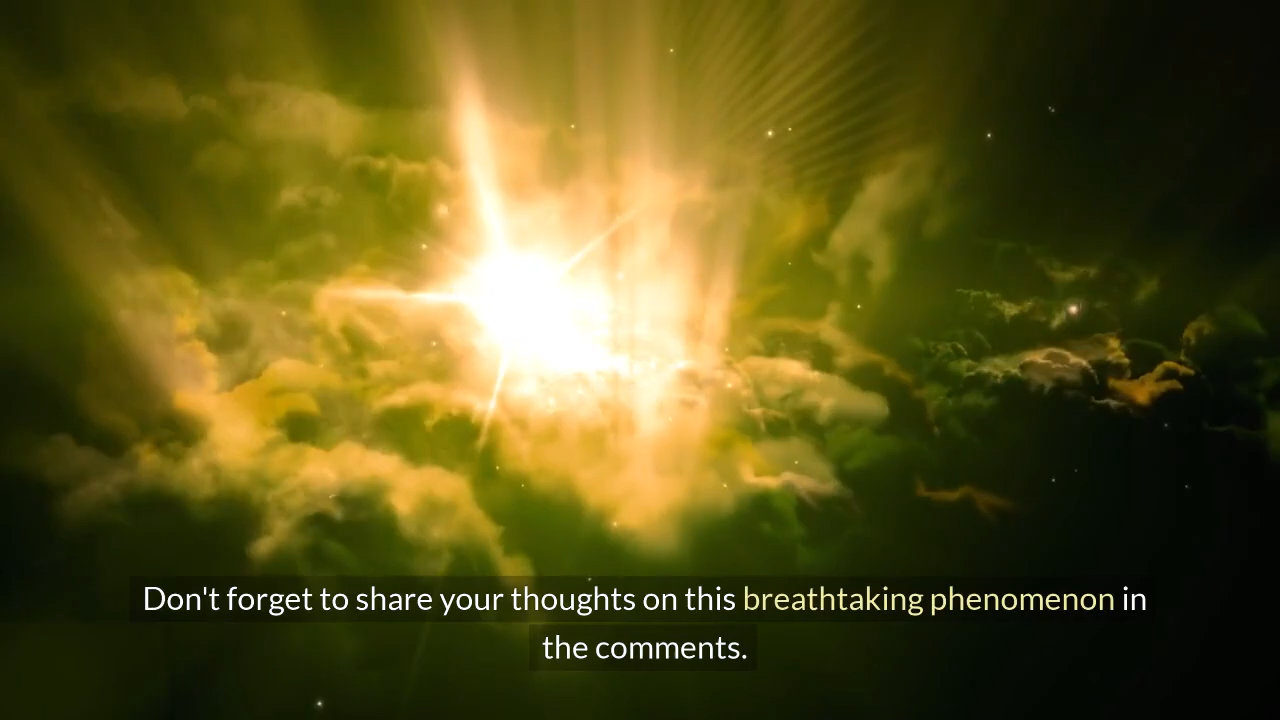 Don't forget to share your thoughts on this breathtaking phenomenon in
the comments.